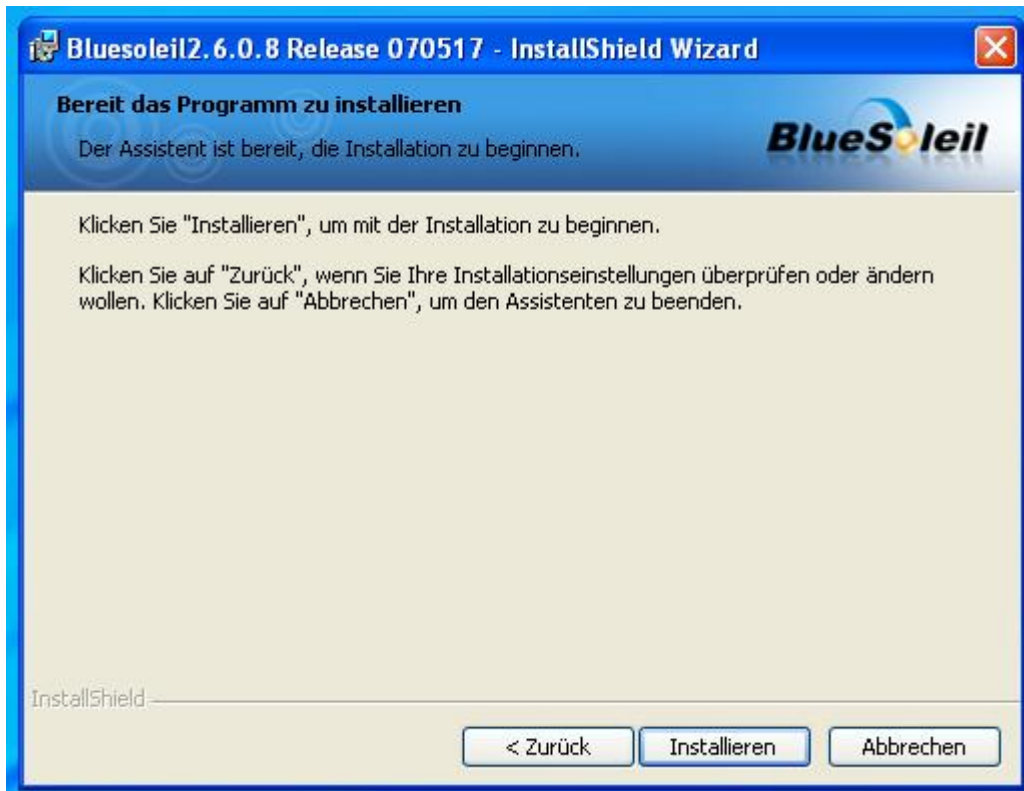 Bluesoleil2.6.0.8 Release 070517 - InstallShield Wizard
Bereit das Programm zu installieren
Der Assistent ist bereit, die Installation zu beginnen.
BlueSoleil
Klicken Sie "Installieren", um mit der Installation zu beginnen.
Klicken Sie auf "Zurück", wenn Sie Ihre Installationseinstellungen überprüfen oder ändern
wollen. Klicken Sie auf "Abbrechen", um den Assistenten zu beenden.
InstallShield
< Zurück
Installieren
Abbrechen